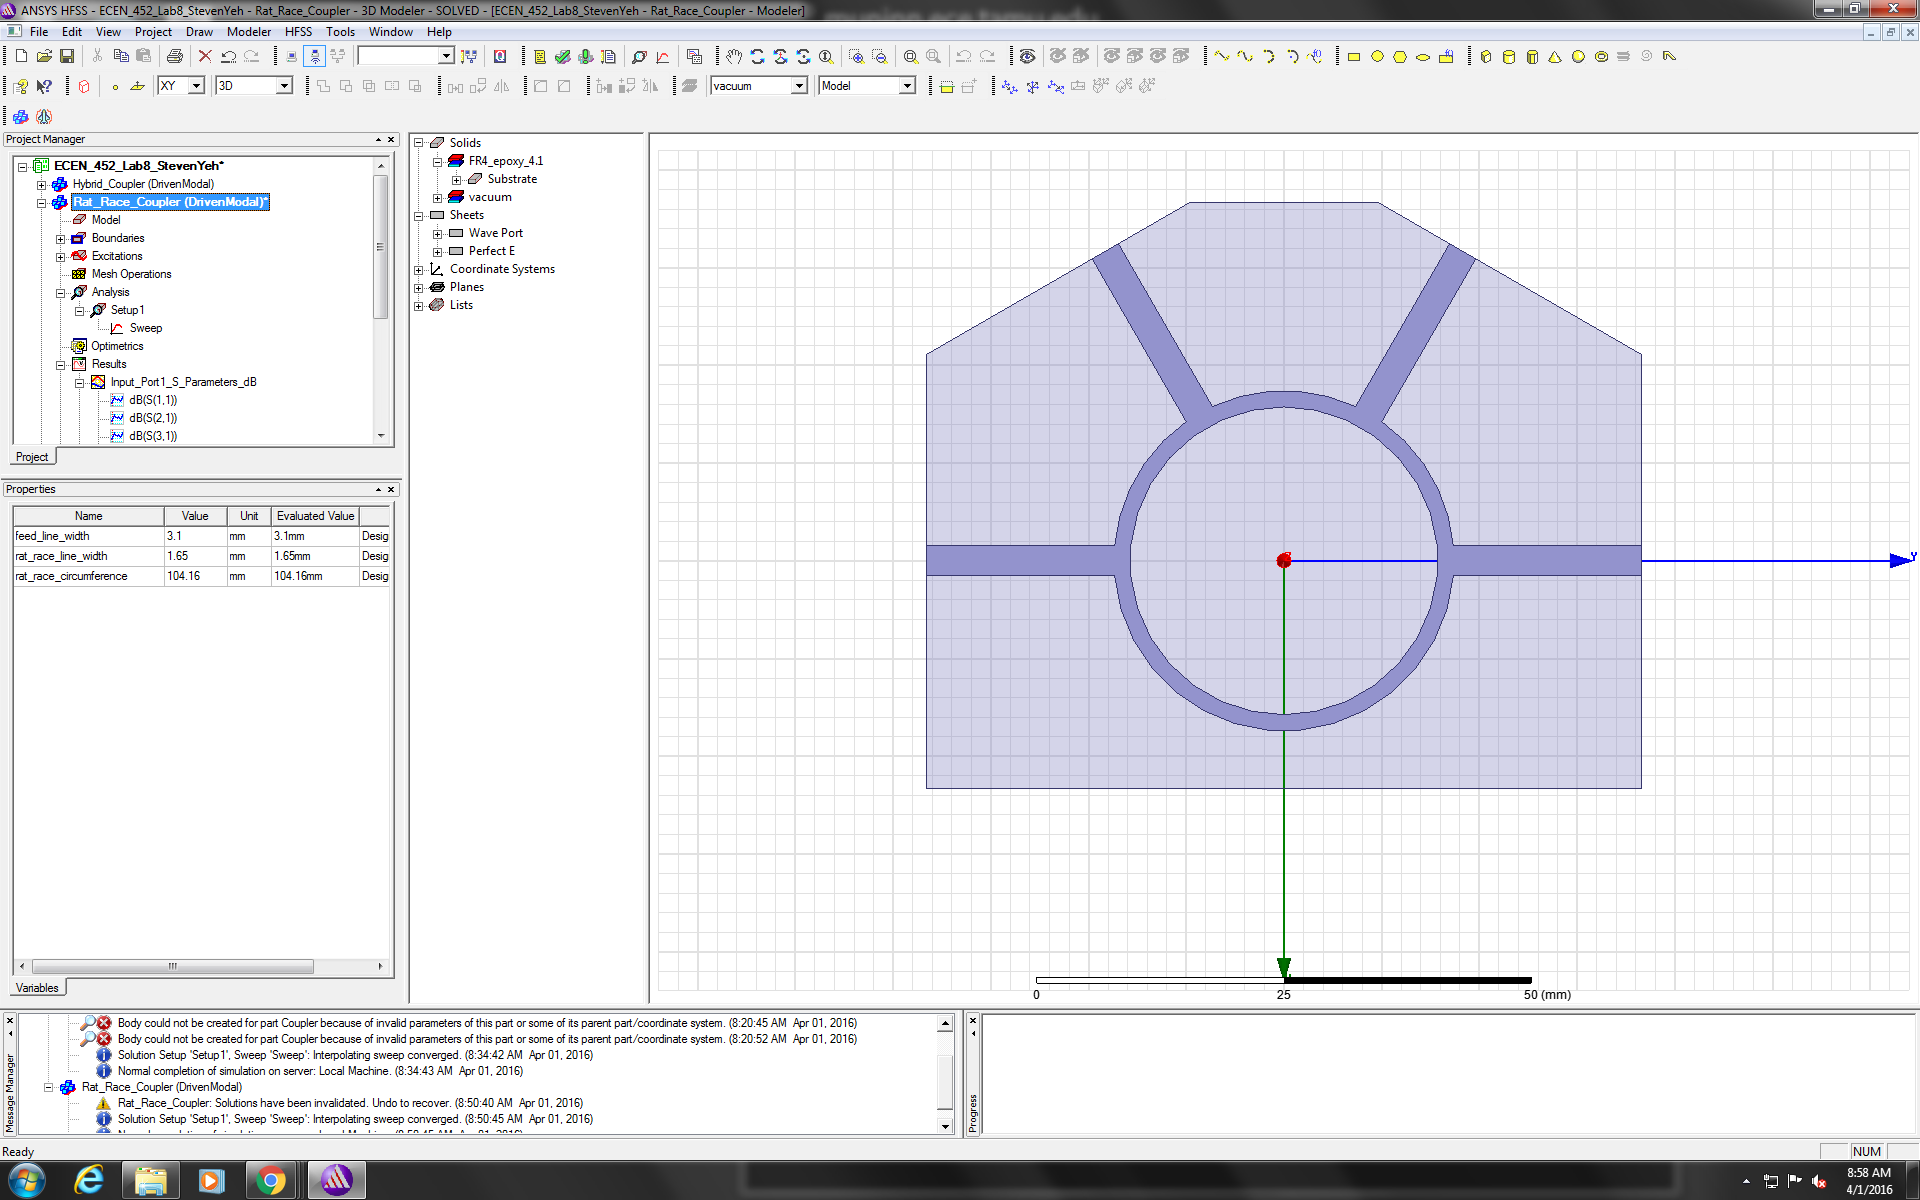 ANSYS HFSS - ECEN_452_Lab8_StevenYeh - Rat_Race_Coupler - 3D Modeler - SOLVED - [ECEN_452_Lab8_StevenYeh - Rat_Race_Coupler - Modeler]
File Edit View Project Draw Modeler HFSS Tools Window Help
XY 3D vacuum Model
Project Manager
ECEN_452_Lab8_StevenYeh*
Hybrid_Coupler (DrivenModal)
Rat_Race_Coupler (DrivenModal)*
Model
Boundaries
Excitations
Mesh Operations
Analysis
Setup1
Sweep
Optimetrics
Results
Input_Port1_S_Parameters_dB
dB(S(1,1))
dB(S(2,1))
dB(S(3,1))
Project
Solids
FR4_epoxy_4.1
Substrate
vacuum
Sheets
Wave Port
Perfect E
Coordinate Systems
Planes
Lists
Properties
Name Value Unit Evaluated Value
feed_line_width 3.1 mm 3.1mm Desig
rat_race_line_width 1.65 mm 1.65mm Desig
rat_race_circumference 104.16 mm 104.16mm Desig
Variables
Y
0 25 50 (mm)
Body could not be created for part Coupler because of invalid parameters of this part or some of its parent part/coordinate system. (8:20:45 AM Apr 01, 2016)
Body could not be created for part Coupler because of invalid parameters of this part or some of its parent part/coordinate system. (8:20:52 AM Apr 01, 2016)
Solution Setup 'Setup1', Sweep 'Sweep': Interpolating sweep converged. (8:34:42 AM Apr 01, 2016)
Normal completion of simulation on server: Local Machine. (8:34:43 AM Apr 01, 2016)
Rat_Race_Coupler (DrivenModal)
Rat_Race_Coupler: Solutions have been invalidated. Undo to recover. (8:50:40 AM Apr 01, 2016)
Solution Setup 'Setup1', Sweep 'Sweep': Interpolating sweep converged. (8:50:45 AM Apr 01, 2016)
Message Manager
Progress
Ready
NUM
8:58 AM
4/1/2016